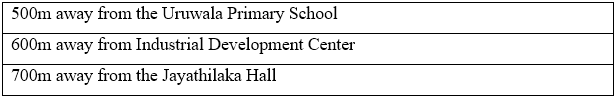 500m away from the Uruwala Primary School
600m away from Industrial Development Center
700m away from the Jayathilaka Hall